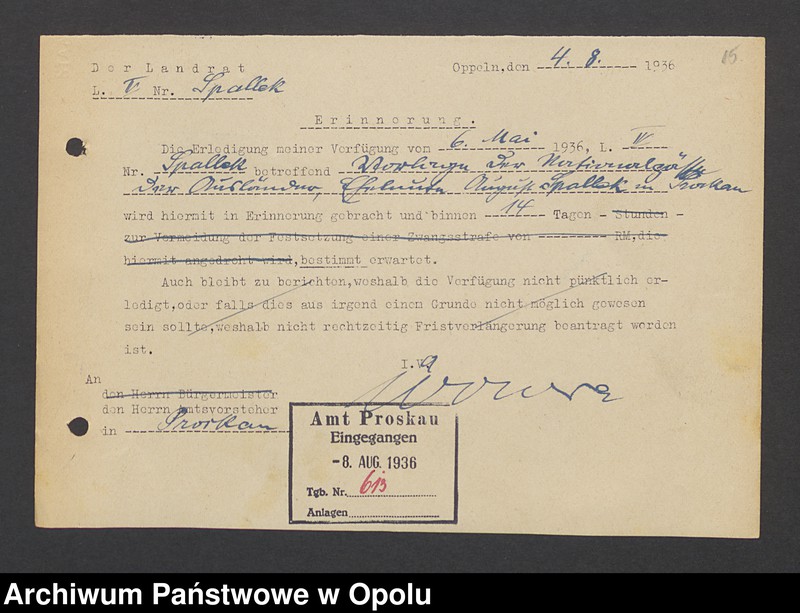 15.
Der Landrat
Oppeln, den 4. 8. 1936
L. V Nr. Spallek
Erinnerung.
Die Erledigung meiner Verfügung vom 6. Mai 1936, L. V
Nr. Spallek betreffend Vorlage der Nationalpässe
der Ausländer, Eheleute August Spallek in Proskau
wird hiermit in Erinnerung gebracht und binnen 14 Tagen - Stunden -
zur Vermeidung der Festsetzung einer Zwangsstrafe von ---------- RM, die
hiermit angedroht wird, bestimmt erwartet.
Auch bleibt zu berichten, weshalb die Verfügung nicht pünktlich er-
ledigt, oder falls dies aus irgend einem Grunde nicht möglich gewesen
sein sollte, weshalb nicht rechtzeitig Fristverlängerung beantragt worden
ist.
I.V.
An
den Herrn Bürgermeister
den Herrn Amtsvorsteher
in Proskau
Amt Proskau
Eingegangen
-8. AUG. 1936
Tgb. Nr. 613
Anlagen
Archiwum Państwowe w Opolu